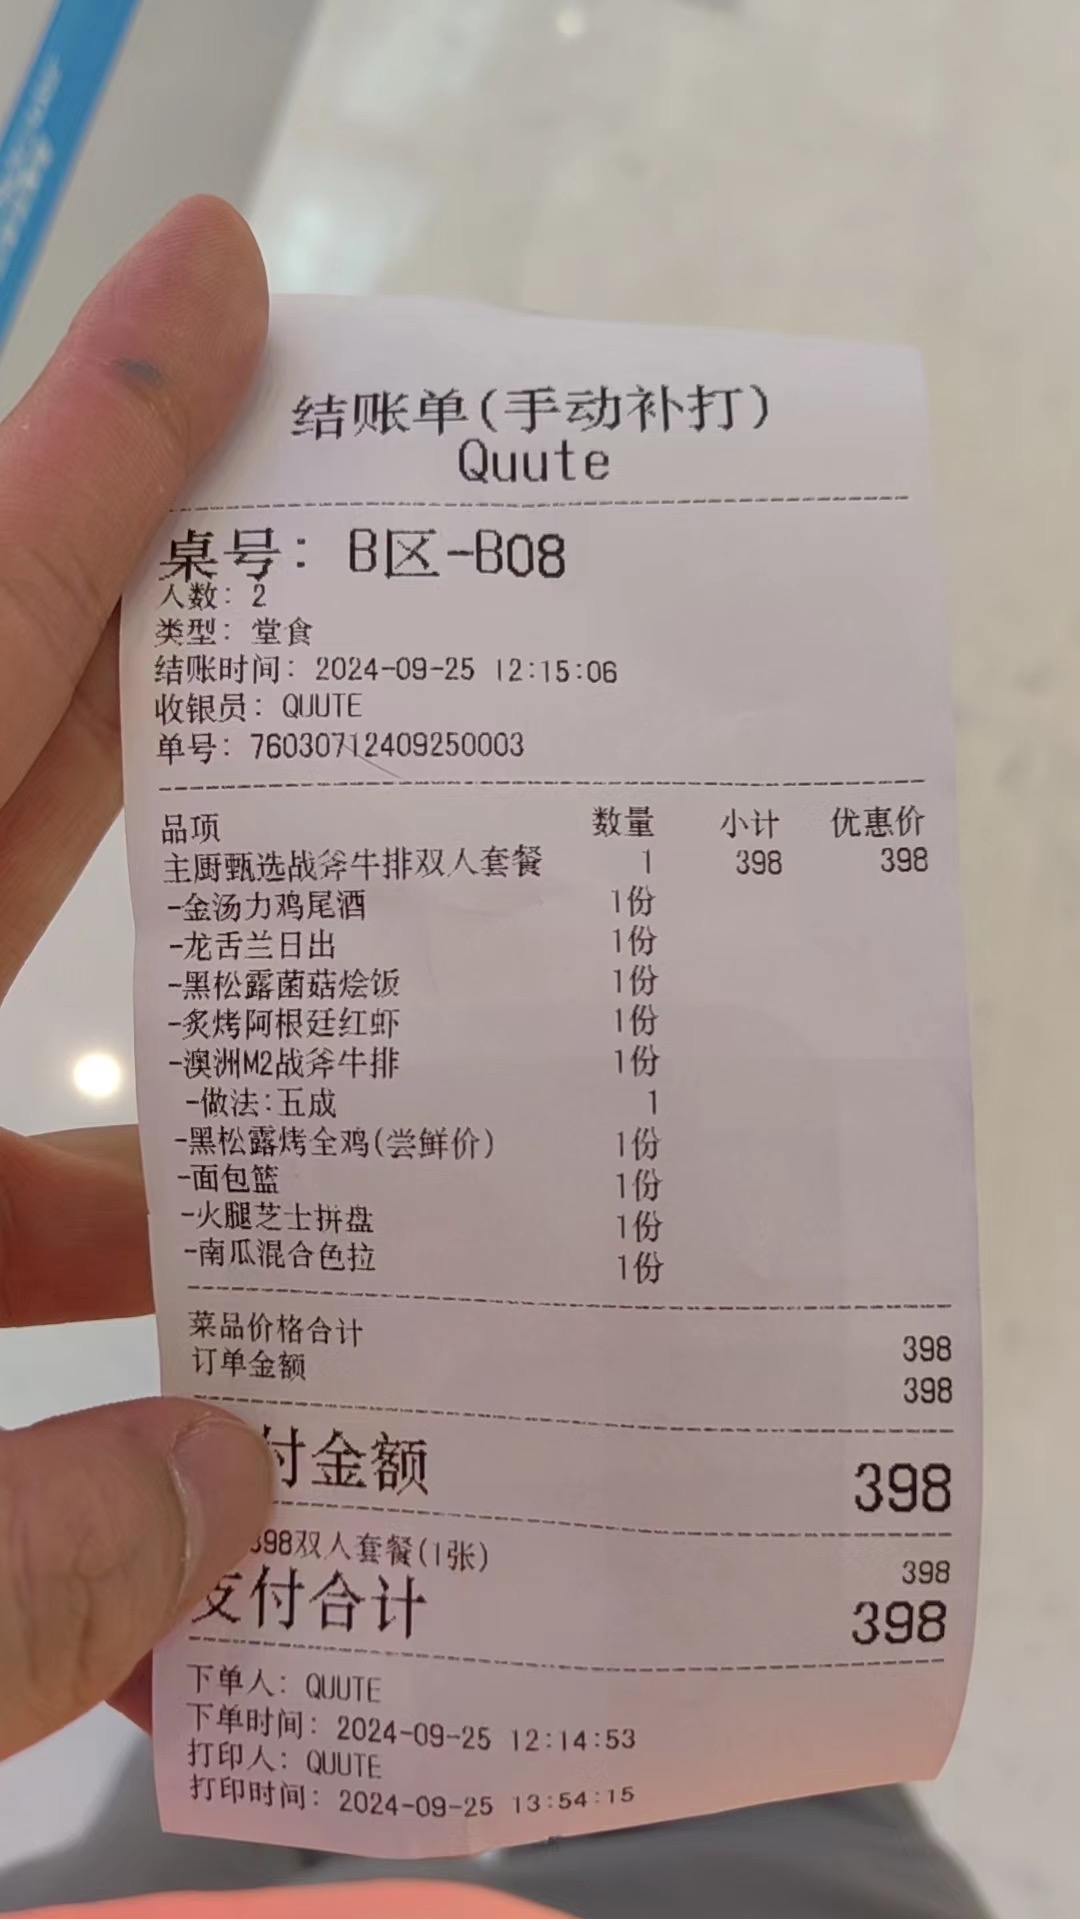 结账单(手动补打)
Quute
桌号: B区-B08
人数: 2
类型: 堂食
结账时间: 2024-09-25 12:15:06
收银员: QUUTE
单号: 76030712409250003
品项 数量 小计 优惠价
主厨甄选战斧牛排双人套餐 1 398 398
-金汤力鸡尾酒 1份
-龙舌兰日出 1份
-黑松露菌菇烩饭 1份
-炙烤阿根廷红虾 1份
-澳洲M2战斧牛排 1份
-做法:五成 1
-黑松露烤全鸡(尝鲜价) 1份
-面包篮 1份
-火腿芝士拼盘 1份
-南瓜混合色拉 1份
菜品价格合计 398
订单金额 398
付金额 398
398双人套餐(1张) 398
支付合计 398
下单人: QUUTE
下单时间: 2024-09-25 12:14:53
打印人: QUUTE
打印时间: 2024-09-25 13:54:15